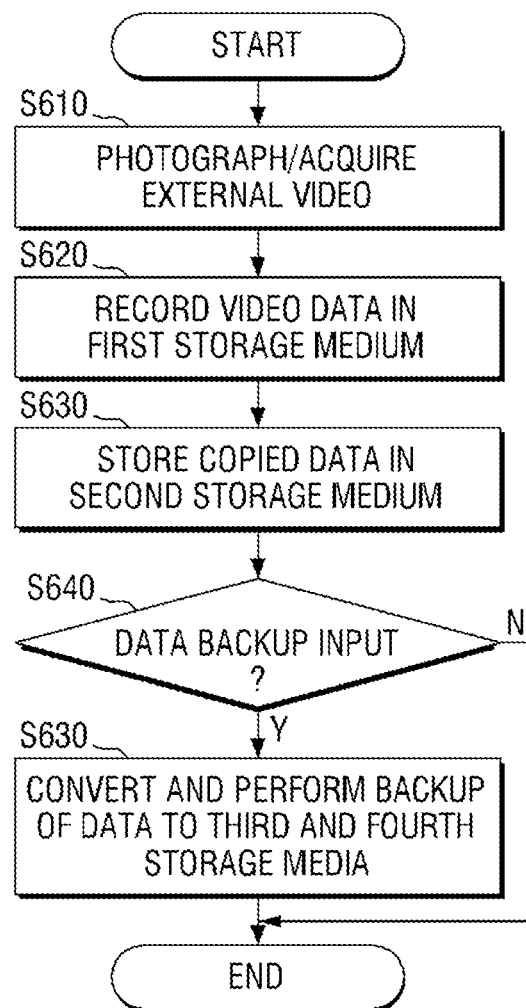 START
S610
PHOTOGRAPH/ACQUIRE
EXTERNAL VIDEO
S620
RECORD VIDEO DATA IN
FIRST STORAGE MEDIUM
S630
STORE COPIED DATA IN
SECOND STORAGE MEDIUM
S640
DATA BACKUP INPUT
?
N
Y
S630
CONVERT AND PERFORM BACKUP
OF DATA TO THIRD AND FOURTH
STORAGE MEDIA
END